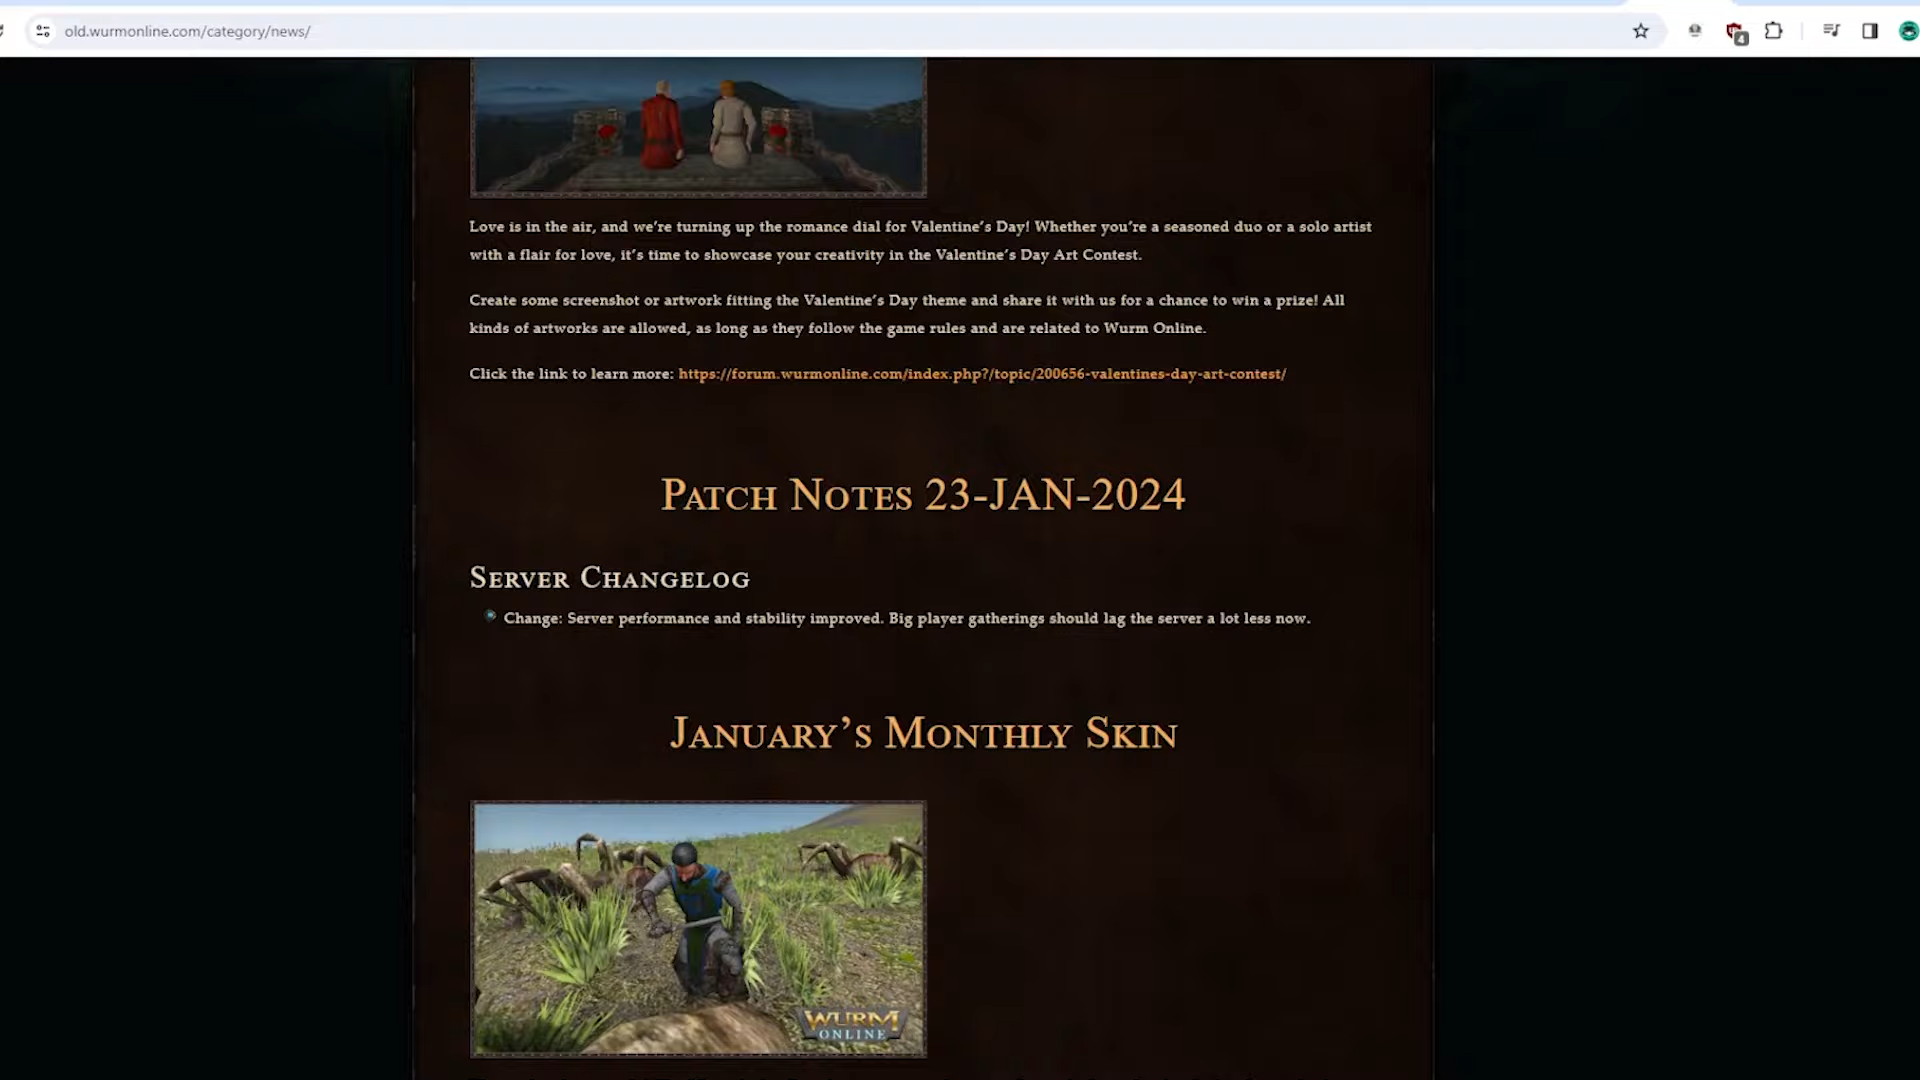 old.wurmonline.com/category/news/
4
Love is in the air, and we’re turning up the romance dial for Valentine’s Day! Whether you’re a seasoned duo or a solo artist
with a flair for love, it’s time to showcase your creativity in the Valentine’s Day Art Contest.
Create some screenshot or artwork fitting the Valentine’s Day theme and share it with us for a chance to win a prize! All
kinds of artworks are allowed, as long as they follow the game rules and are related to Wurm Online.
Click the link to learn more: https://forum.wurmonline.com/index.php?/topic/200656-valentines-day-art-contest/
Patch Notes 23-JAN-2024
Server Changelog
Change: Server performance and stability improved. Big player gatherings should lag the server a lot less now.
January’s Monthly Skin
WURM
ONLINE